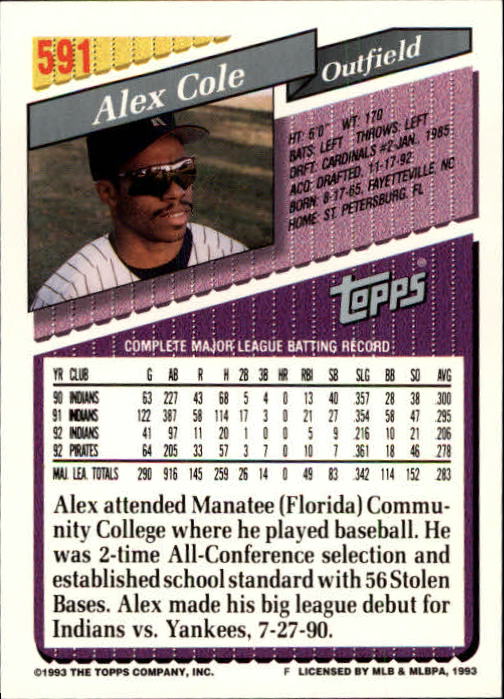 591
Alex Cole
Outfield
HT: 6'0" WT: 170
BATS: LEFT THROWS: LEFT
DRFT: CARDINALS #2-JAN., 1985
ACQ: DRAFTED, 11-17-92
BORN: 8-17-65, FAYETTEVILLE, NC
HOME: ST. PETERSBURG, FL
TOPPS®
COMPLETE MAJOR LEAGUE BATTING RECORD
YR CLUB G AB R H 2B 3B HR RBI SB SLG BB SO AVG
90 INDIANS 63 227 43 68 5 4 0 13 40 .357 28 38 .300
91 INDIANS 122 387 58 114 17 3 0 21 27 .354 58 47 .295
92 INDIANS 41 97 11 20 1 0 0 5 9 .216 10 21 .206
92 PIRATES 64 205 33 57 3 7 0 10 7 .361 18 46 .278
MAJ. LEA. TOTALS 290 916 145 259 26 14 0 49 83 .342 114 152 .283
Alex attended Manatee (Florida) Commu-
nity College where he played baseball. He
was 2-time All-Conference selection and
established school standard with 56 Stolen
Bases. Alex made his big league debut for
Indians vs. Yankees, 7-27-90.
©1993 THE TOPPS COMPANY, INC. F LICENSED BY MLB & MLBPA, 1993